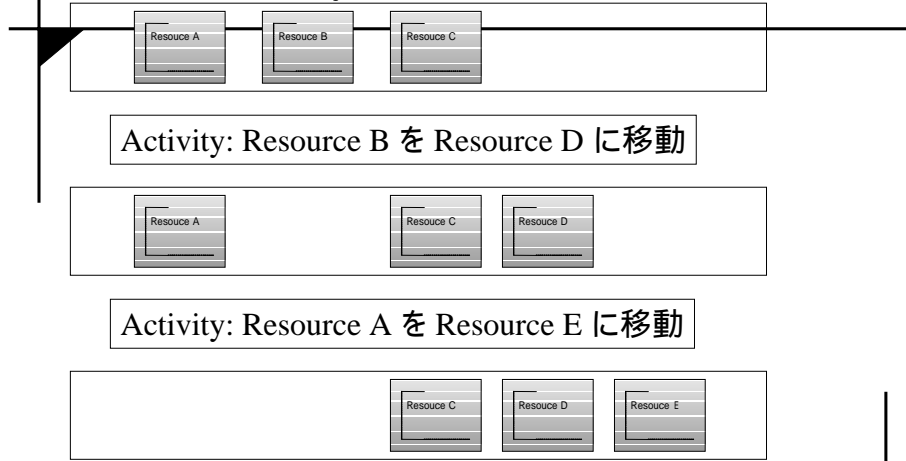 Resouce A
Resouce B
Resouce C
Activity: Resource B を Resource D に移動
Resouce A
Resouce C
Resouce D
Activity: Resource A を Resource E に移動
Resouce C
Resouce D
Resouce E